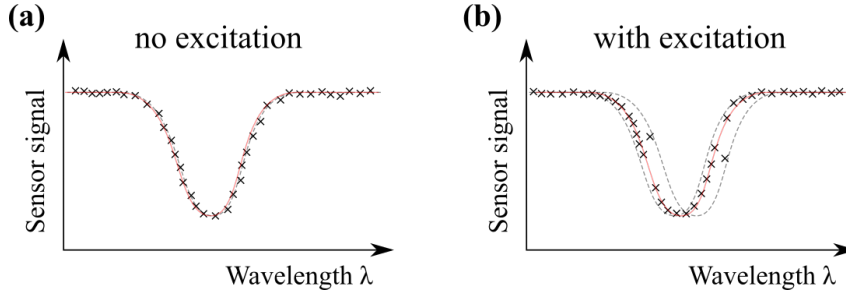 (a)
no excitation
Sensor signal
Wavelength λ
(b)
with excitation
Sensor signal
Wavelength λ